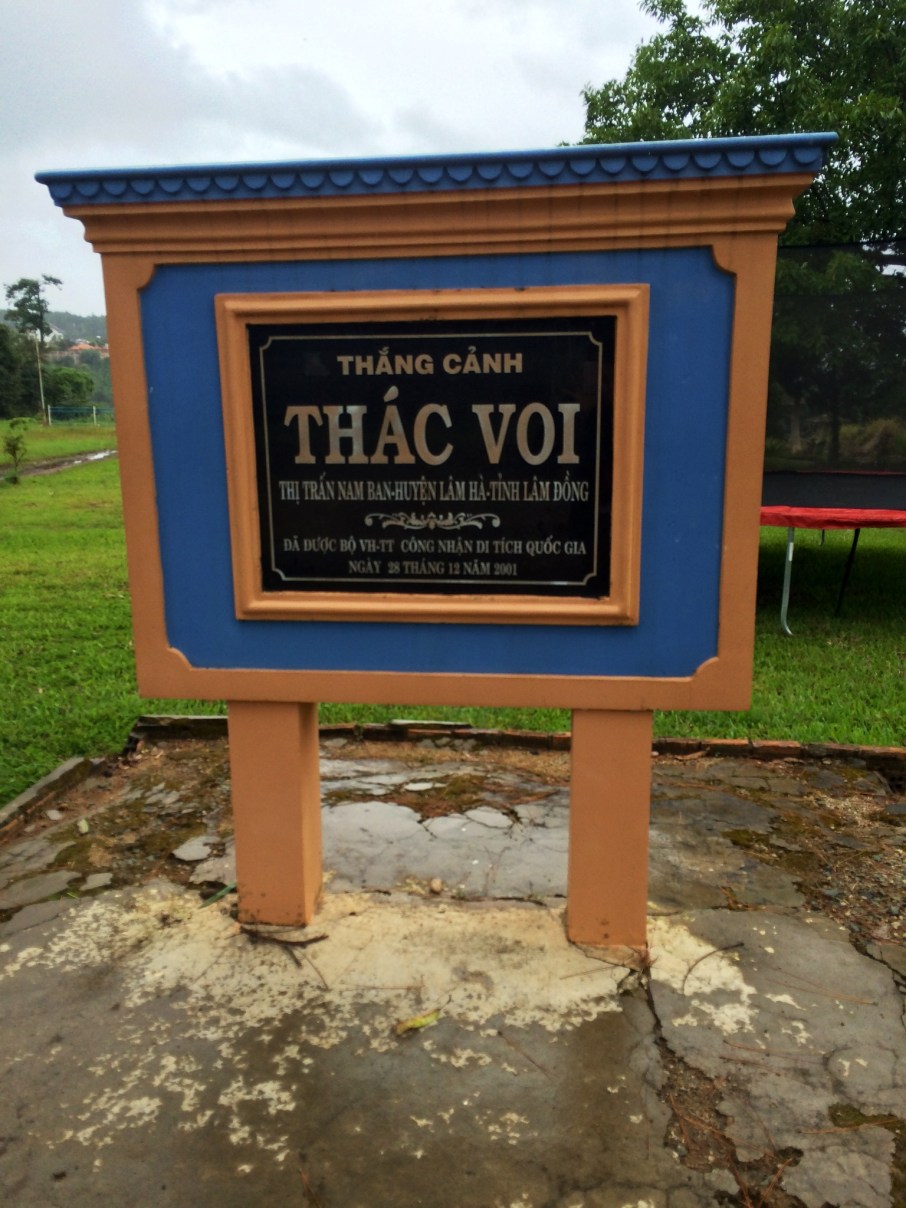 THẮNG CẢNH
THÁC VOI
THỊ TRẤN NAM BAN-HUYỆN LÂM HÀ-TỈNH LÂM ĐỒNG
ĐÃ ĐƯỢC BỘ VH-TT CÔNG NHẬN DI TÍCH QUỐC GIA
NGÀY 28 THÁNG 12 NĂM 2001